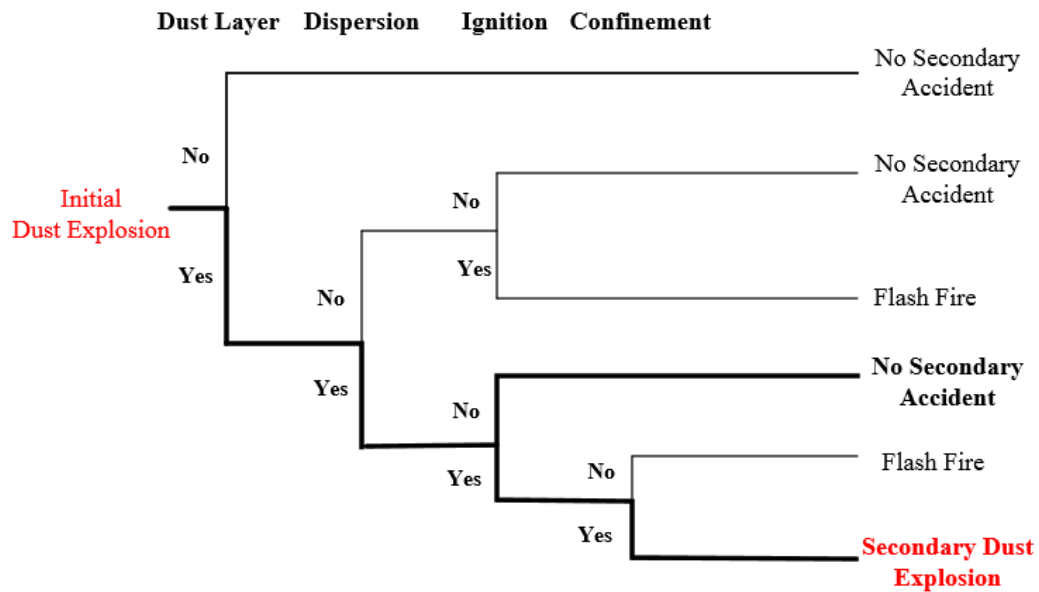 Dust Layer Dispersion Ignition Confinement
No Secondary
Accident
No
No Secondary
Accident
No
Initial
Dust Explosion
Yes
Yes
No
Flash Fire
No Secondary
Accident
Yes
No
Flash Fire
No
Yes
Yes
Secondary Dust
Explosion